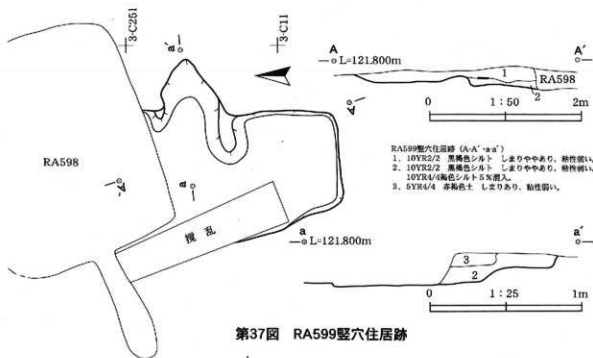 3-C251
3-C11
a'
A
L=121.800m
A'
1
RA598
2
0
1:50
2m
A'
RA598
A
a
RA599竪穴住居跡 (A-A'・a-a')
1. 10YR2/2 黒褐色シルト しまりややあり、粘性弱い。
2. 10YR2/2 黒褐色シルト しまりややあり、粘性弱い。
10YR4/4褐色シルト5%混入。
3. 5YR4/4 赤褐色土 しまりあり、粘性弱い。
撹乱
a
L=121.800m
a'
3
2
0
1:25
1m
第37図 RA599竪穴住居跡